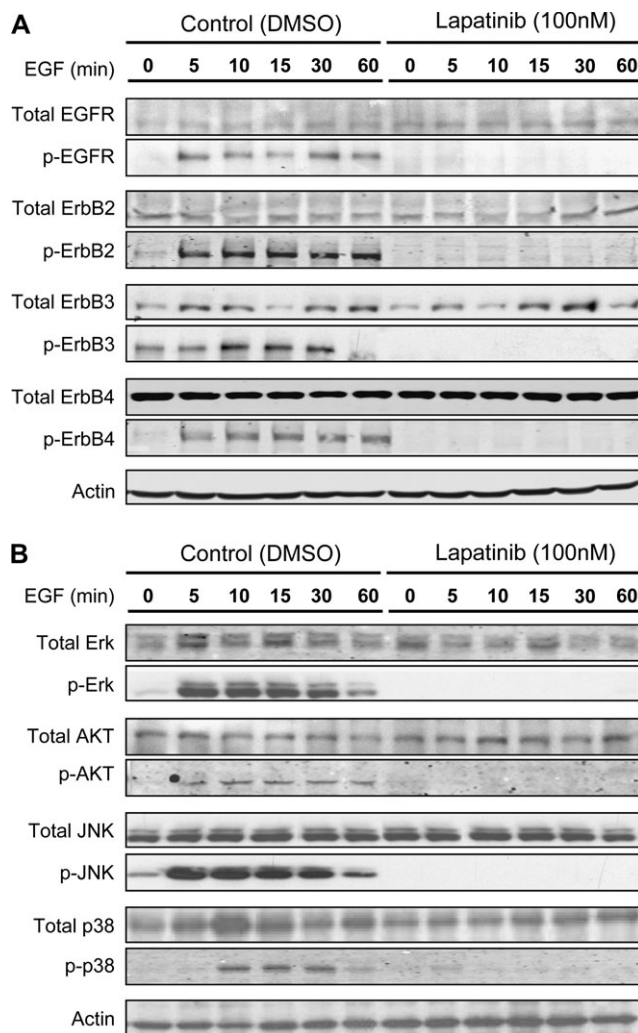 A
Control (DMSO) Lapatinib (100nM)
EGF (min) 0 5 10 15 30 60 0 5 10 15 30 60
Total EGFR
p-EGFR
Total ErbB2
p-ErbB2
Total ErbB3
p-ErbB3
Total ErbB4
p-ErbB4
Actin
B
Control (DMSO) Lapatinib (100nM)
EGF (min) 0 5 10 15 30 60 0 5 10 15 30 60
Total Erk
p-Erk
Total AKT
p-AKT
Total JNK
p-JNK
Total p38
p-p38
Actin